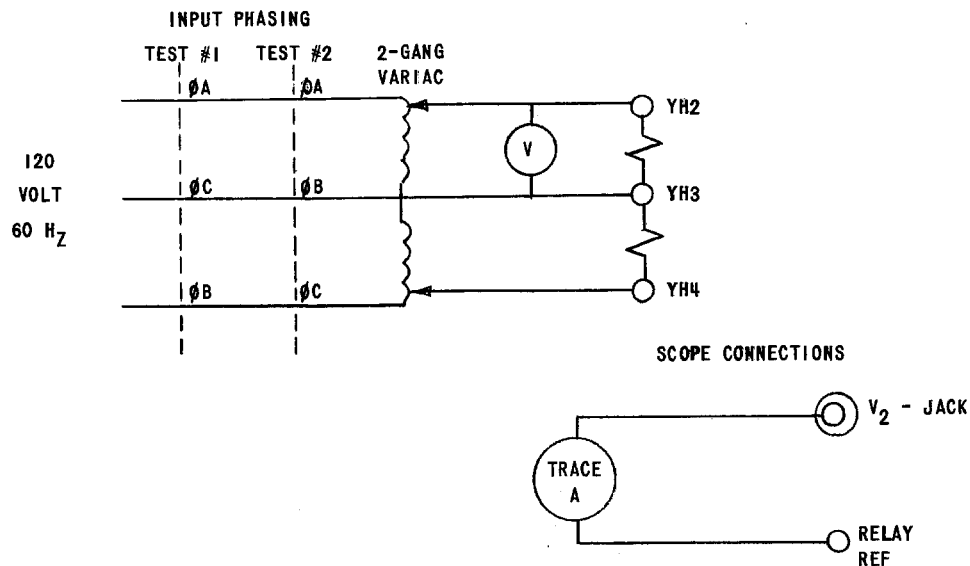 INPUT PHASING
TEST #1 TEST #2 2-GANG
VARIAC
ØA ØA
YH2
V
120
VOLT
60 HZ
ØC ØB
YH3
ØB ØC
YH4
SCOPE CONNECTIONS
V2 - JACK
TRACE
A
RELAY
REF